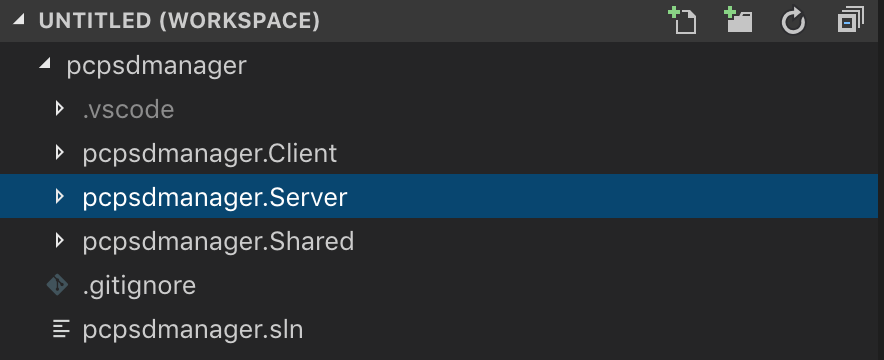 UNTITLED (WORKSPACE)
pcpsdmanager
.vscode
pcpsdmanager.Client
pcpsdmanager.Server
pcpsdmanager.Shared
.gitignore
pcpsdmanager.sln